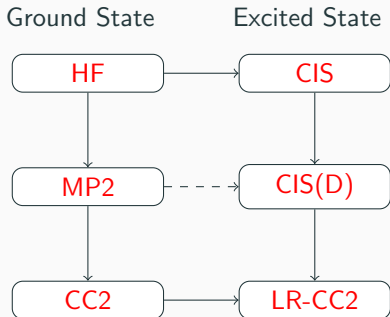 Ground State
Excited State
HF
CIS
MP2
CIS(D)
CC2
LR-CC2